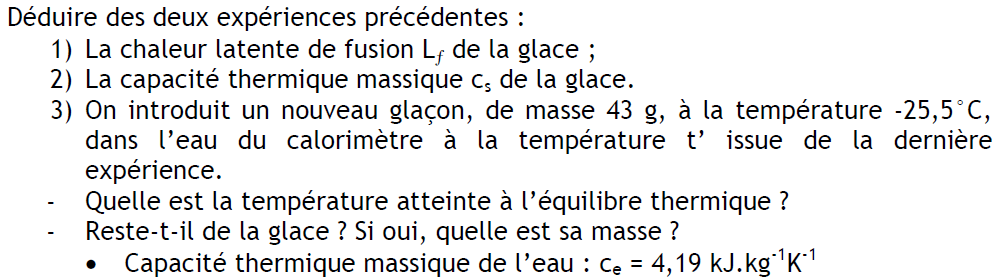 Déduire des deux expériences précédentes :
1) La chaleur latente de fusion Lf de la glace ;
2) La capacité thermique massique cs de la glace.
3) On introduit un nouveau glaçon, de masse 43 g, à la température -25,5°C,
dans l’eau du calorimètre à la température t’ issue de la dernière
expérience.
- Quelle est la température atteinte à l’équilibre thermique ?
- Reste-t-il de la glace ? Si oui, quelle est sa masse ?
• Capacité thermique massique de l’eau : ce = 4,19 kJ.kg-1K-1